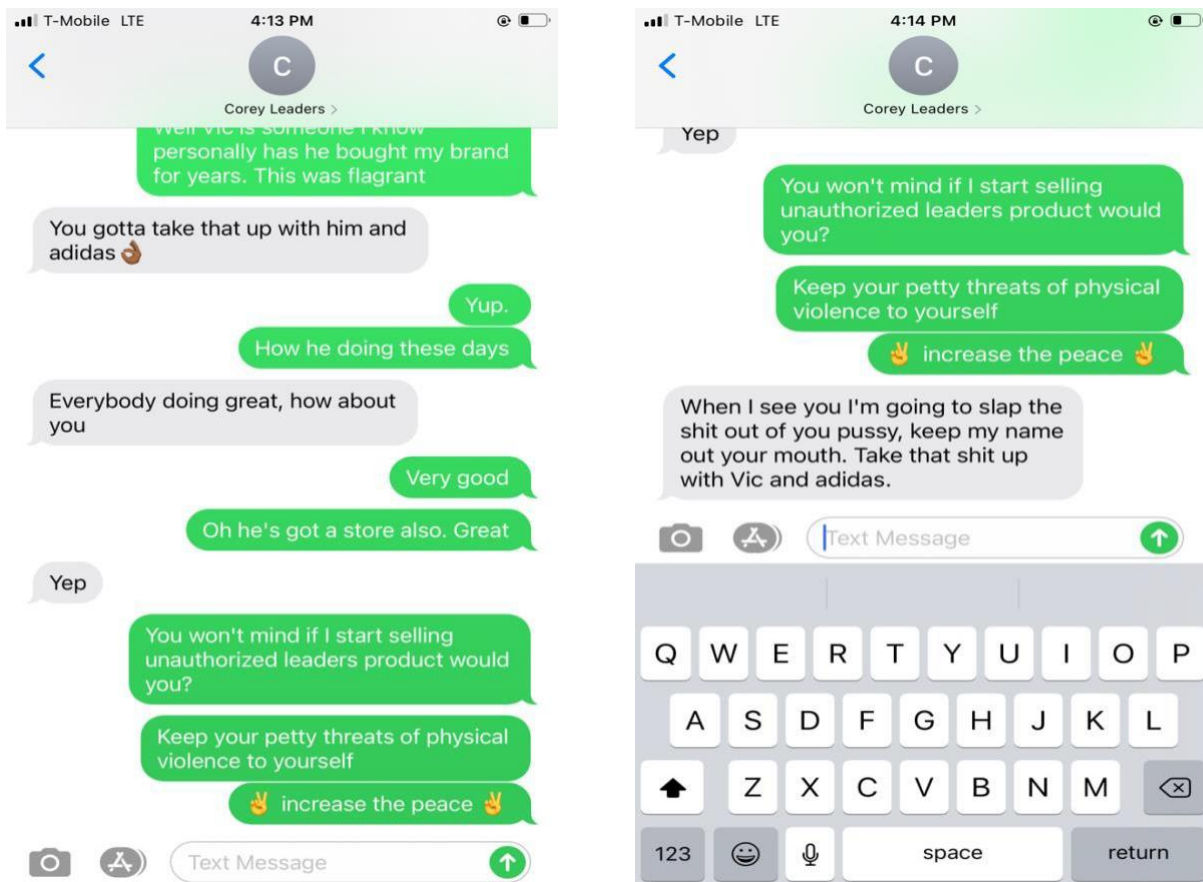 T-Mobile LTE
4:13 PM
C
Corey Leaders >
Well Vic is someone I know
personally has he bought my brand
for years. This was flagrant
You gotta take that up with him and
adidas👌🏾
Yup.
How he doing these days
Everybody doing great, how about
you
Very good
Oh he's got a store also. Great
Yep
You won't mind if I start selling
unauthorized leaders product would
you?
Keep your petty threats of physical
violence to yourself
✌️ increase the peace ✌️
Text Message
T-Mobile LTE
4:14 PM
C
Corey Leaders >
Yep
You won't mind if I start selling
unauthorized leaders product would
you?
Keep your petty threats of physical
violence to yourself
✌️ increase the peace ✌️
When I see you I'm going to slap the
shit out of you pussy, keep my name
out your mouth. Take that shit up
with Vic and adidas.
Text Message
Q W E R T Y U I O P
A S D F G H J K L
Z X C V B N M
123 space return